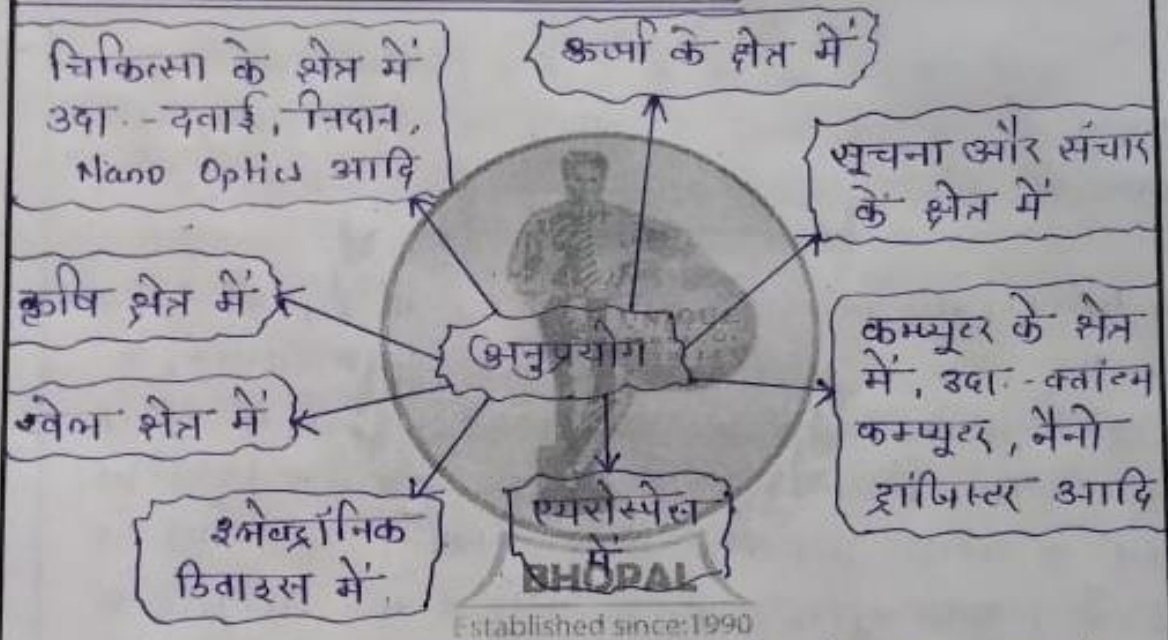 चिकित्सा के क्षेत्र में
उदा.-दवाई, निदान,
Nano Optics आदि
ऊर्जा के क्षेत्र में
सूचना और संचार
के क्षेत्र में
कृषि क्षेत्र में
अनुप्रयोग
कम्प्यूटर के क्षेत्र
में, उदा.-क्वांटम
कम्प्यूटर, नैनो
ट्रांजिस्टर आदि
खेल क्षेत्र में
इलेक्ट्रॉनिक
डिवाइस में
एयरोस्पेस
में
BHOPAL
Established since:1990